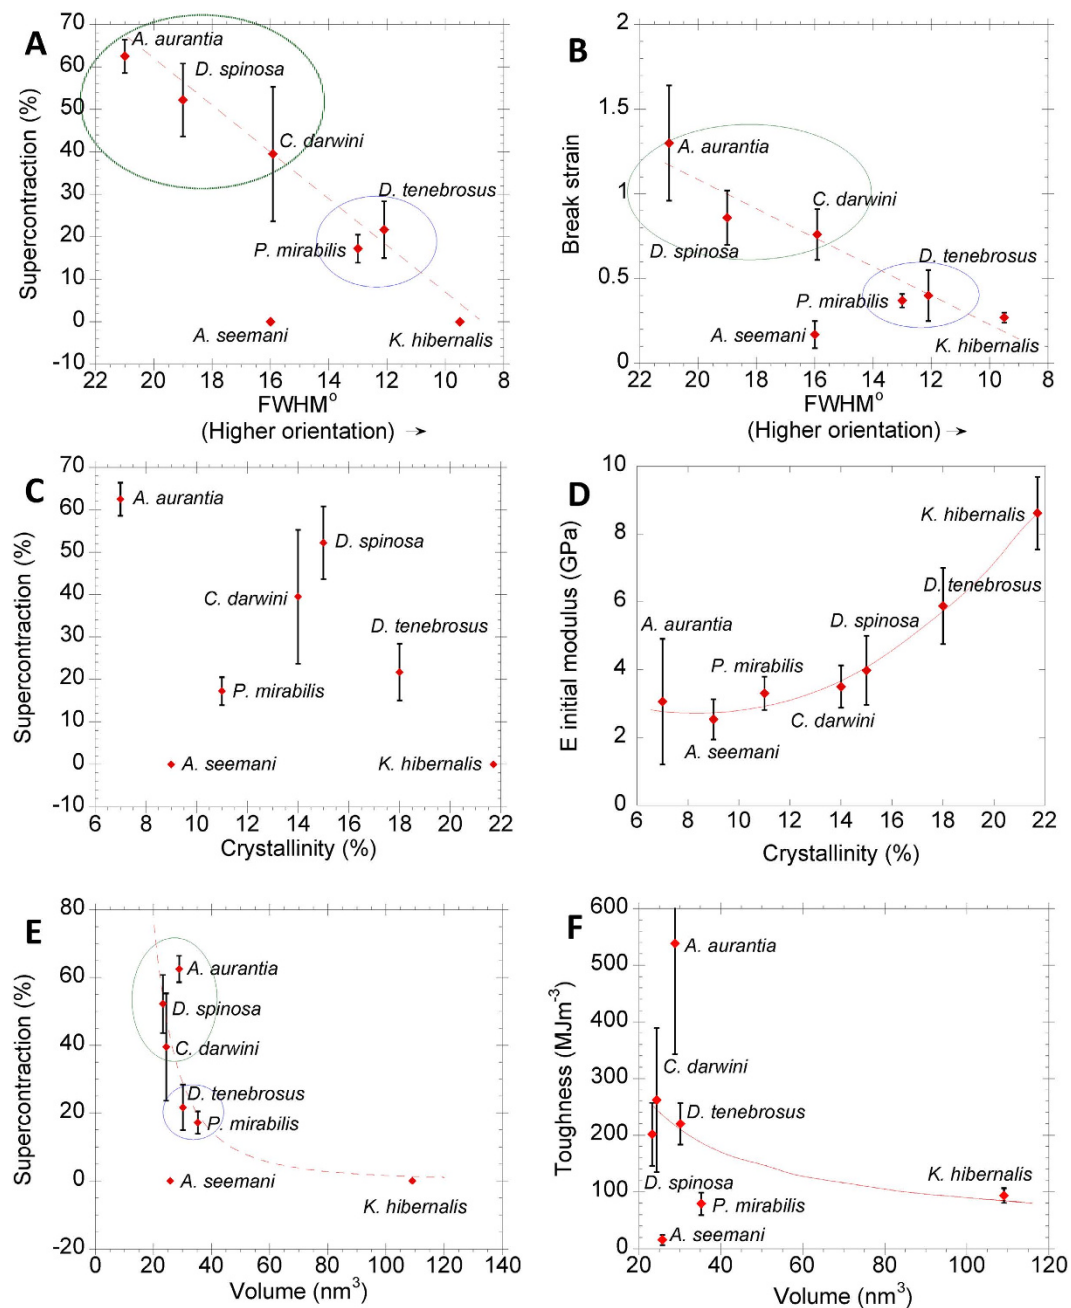 A
70
60
50
40
30
20
10
0
-10
Supercontraction (%)
A. aurantia
D. spinosa
C. darwini
D. tenebrosus
P. mirabilis
A. seemani
K. hibernalis
22 20 18 16 14 12 10 8
FWHMº
(Higher orientation) →
B
2
1.5
1
0.5
0
Break strain
A. aurantia
C. darwini
D. spinosa
D. tenebrosus
P. mirabilis
A. seemani
K. hibernalis
22 20 18 16 14 12 10 8
FWHMº
(Higher orientation) →
C
70
60
50
40
30
20
10
0
-10
Supercontraction (%)
A. aurantia
D. spinosa
C. darwini
D. tenebrosus
P. mirabilis
A. seemani
K. hibernalis
6 8 10 12 14 16 18 20 22
Crystallinity (%)
D
10
8
6
4
2
0
E initial modulus (GPa)
K. hibernalis
D. tenebrosus
A. aurantia
D. spinosa
P. mirabilis
C. darwini
A. seemani
6 8 10 12 14 16 18 20 22
Crystallinity (%)
E
80
60
40
20
0
-20
Supercontraction (%)
A. aurantia
D. spinosa
C. darwini
D. tenebrosus
P. mirabilis
A. seemani
K. hibernalis
0 20 40 60 80 100 120 140
Volume (nm³)
F
600
500
400
300
200
100
0
Toughness (MJm⁻³)
A. aurantia
C. darwini
D. tenebrosus
D. spinosa
P. mirabilis
A. seemani
K. hibernalis
20 40 60 80 100 120
Volume (nm³)